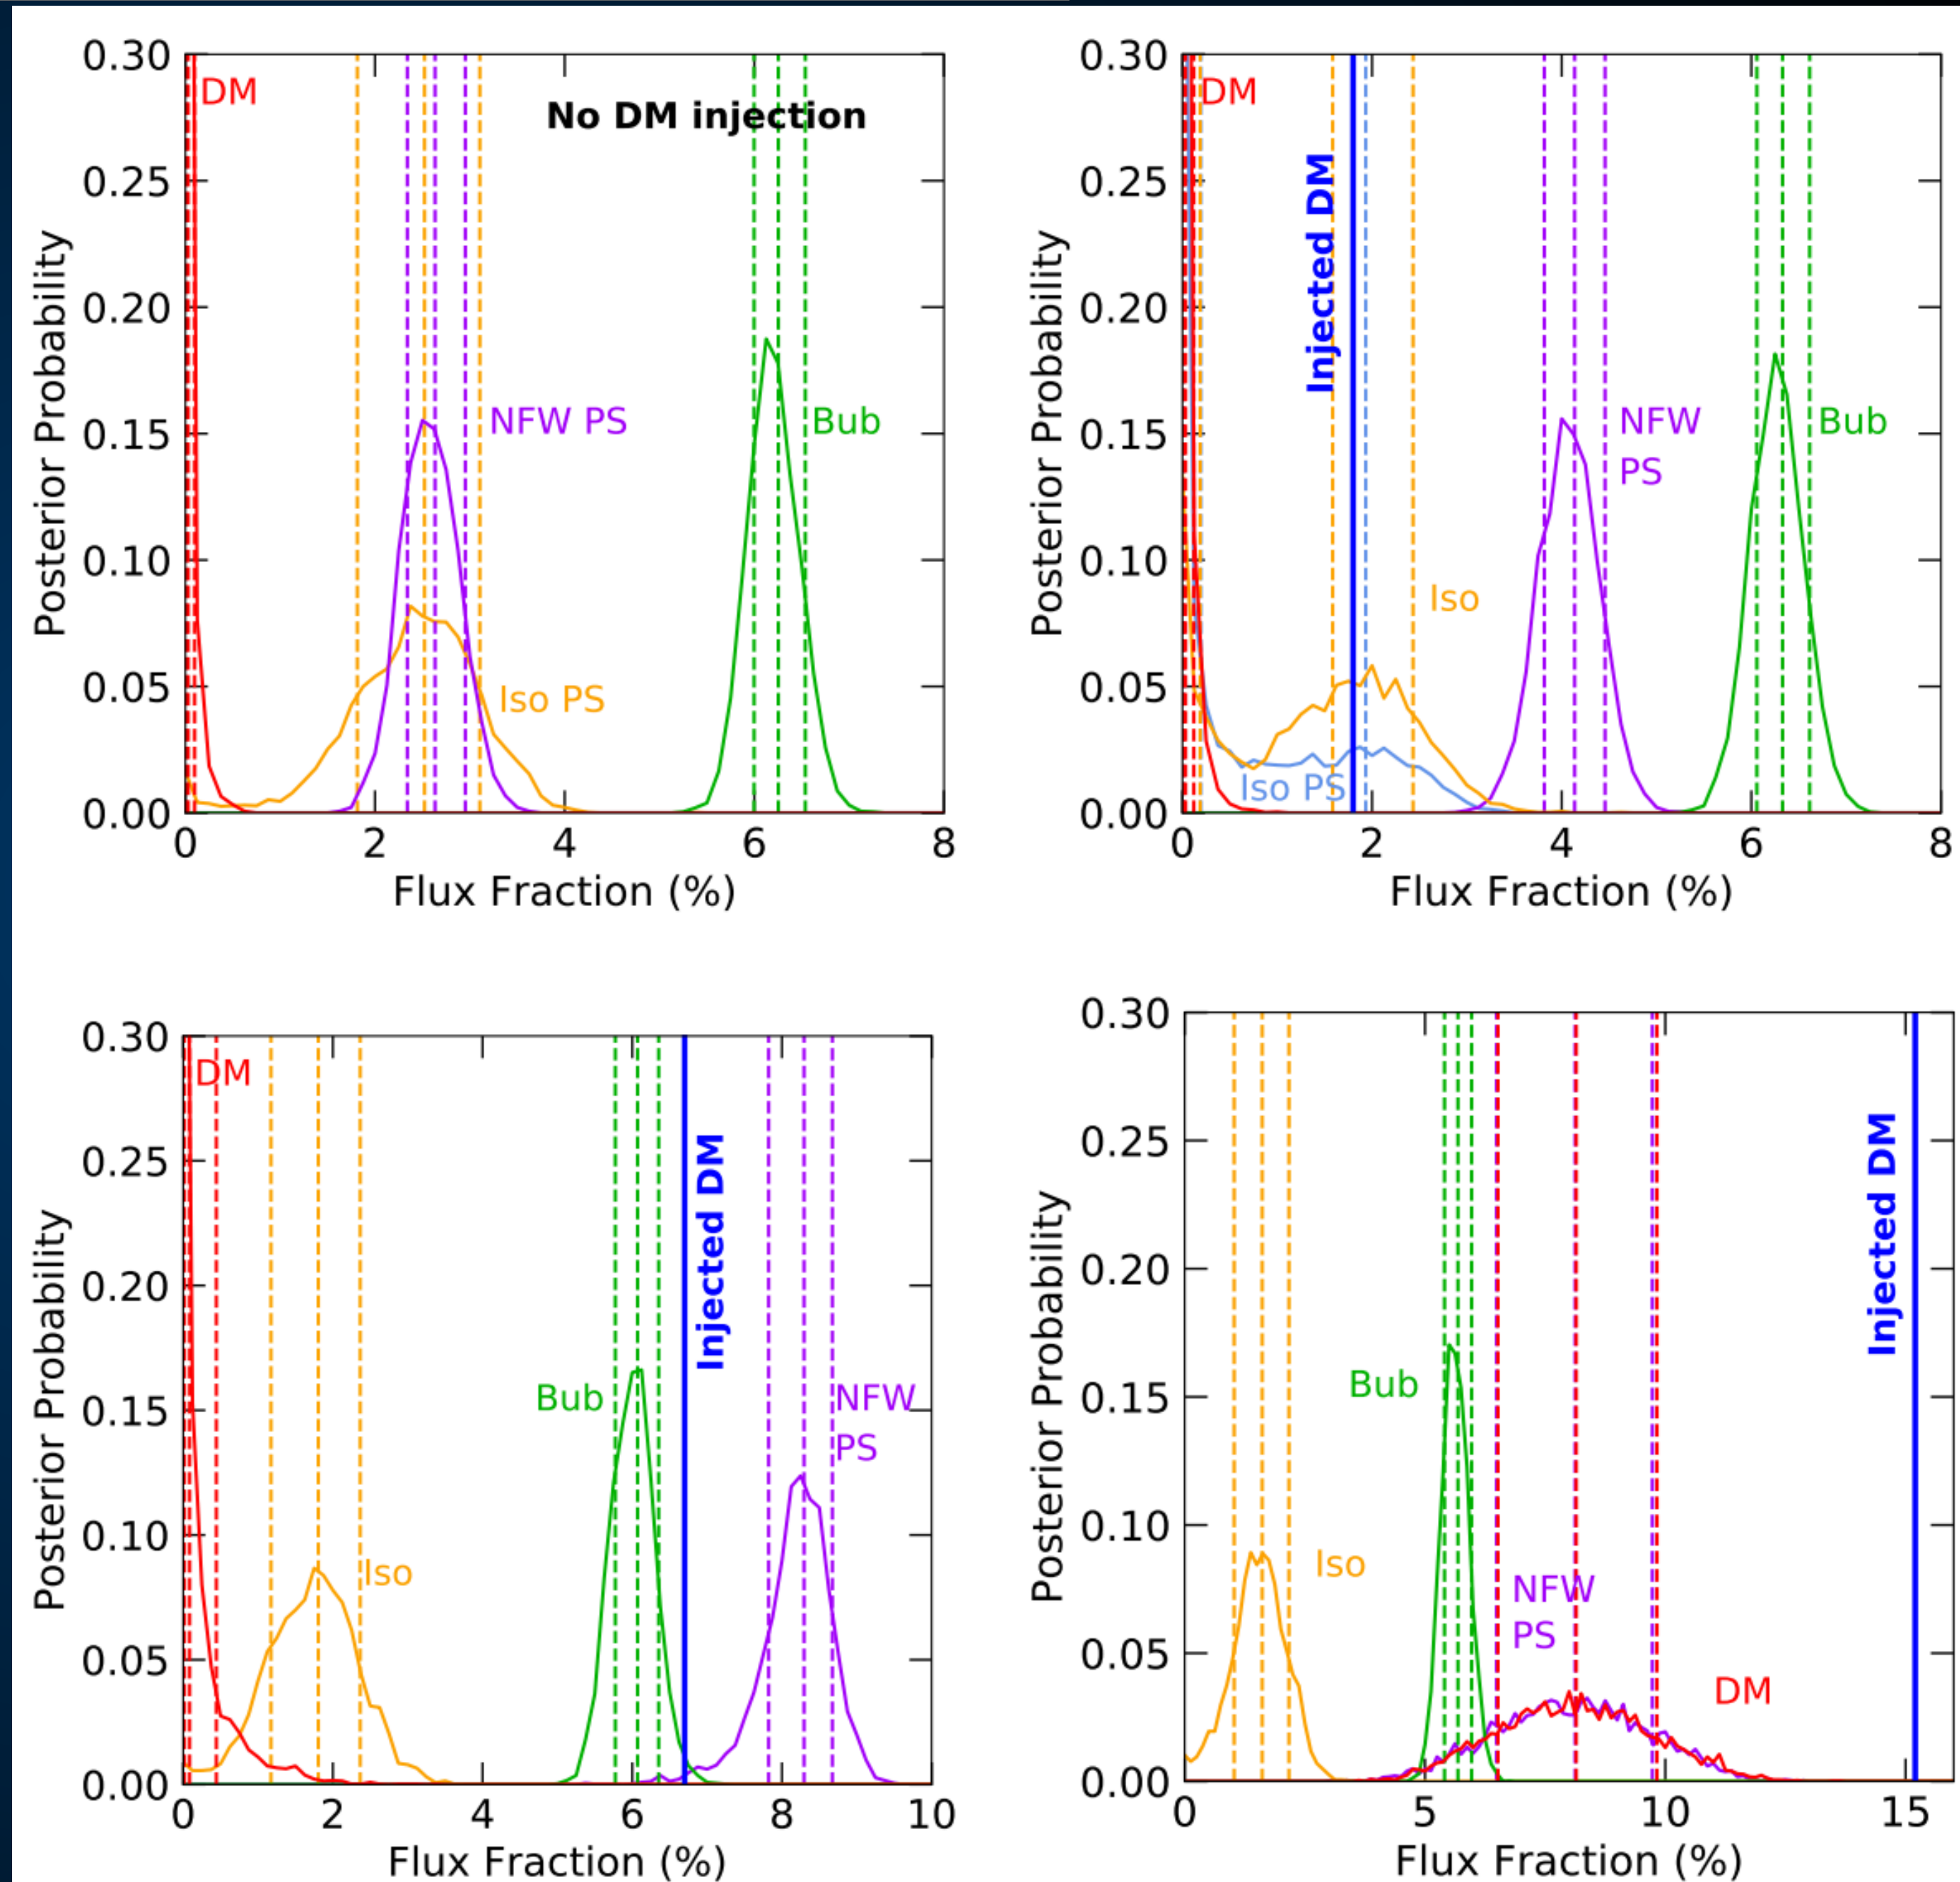 0.30
0.25
0.20
0.15
0.10
0.05
0.00
Posterior Probability
DM
No DM injection
NFW PS
Iso PS
Bub
0 2 4 6 8
Flux Fraction (%)
0.30
0.25
0.20
0.15
0.10
0.05
0.00
Posterior Probability
DM
Injected DM
NFW
PS
Bub
Iso
Iso PS
0 2 4 6 8
Flux Fraction (%)
0.30
0.25
0.20
0.15
0.10
0.05
0.00
Posterior Probability
DM
Injected DM
Bub
NFW
PS
Iso
0 2 4 6 8 10
Flux Fraction (%)
0.30
0.25
0.20
0.15
0.10
0.05
0.00
Posterior Probability
Injected DM
Bub
Iso
NFW
PS
DM
0 5 10 15
Flux Fraction (%)